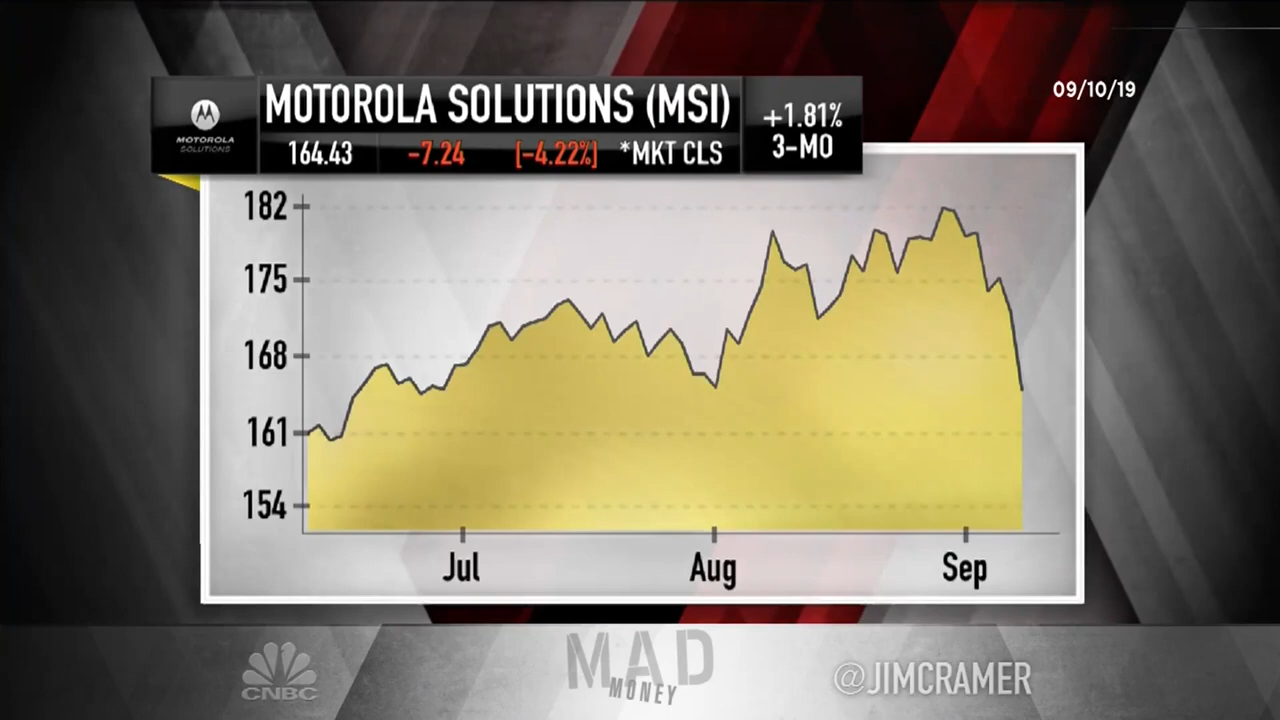 MOTOROLA SOLUTIONS (MSI)
MOTOROLA
SOLUTIONS
164.43 -7.24 [-4.22%] *MKT CLS
+1.81%
3-MO
09/10/19
182
175
168
161
154
Jul Aug Sep
CNBC
MAD
MONEY
@JIMCRAMER